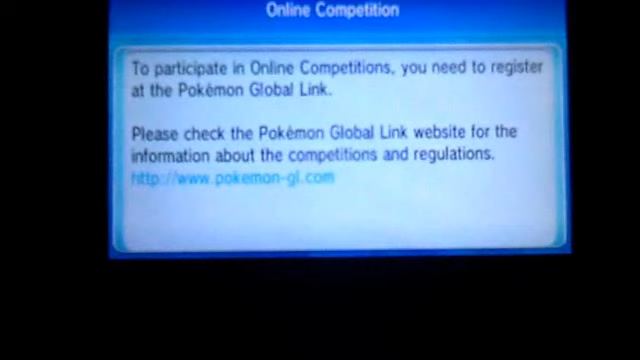 Online Competition
To participate in Online Competitions, you need to register
at the Pokémon Global Link.
Please check the Pokémon Global Link website for the
information about the competitions and regulations.
http://www.pokemon-gl.com